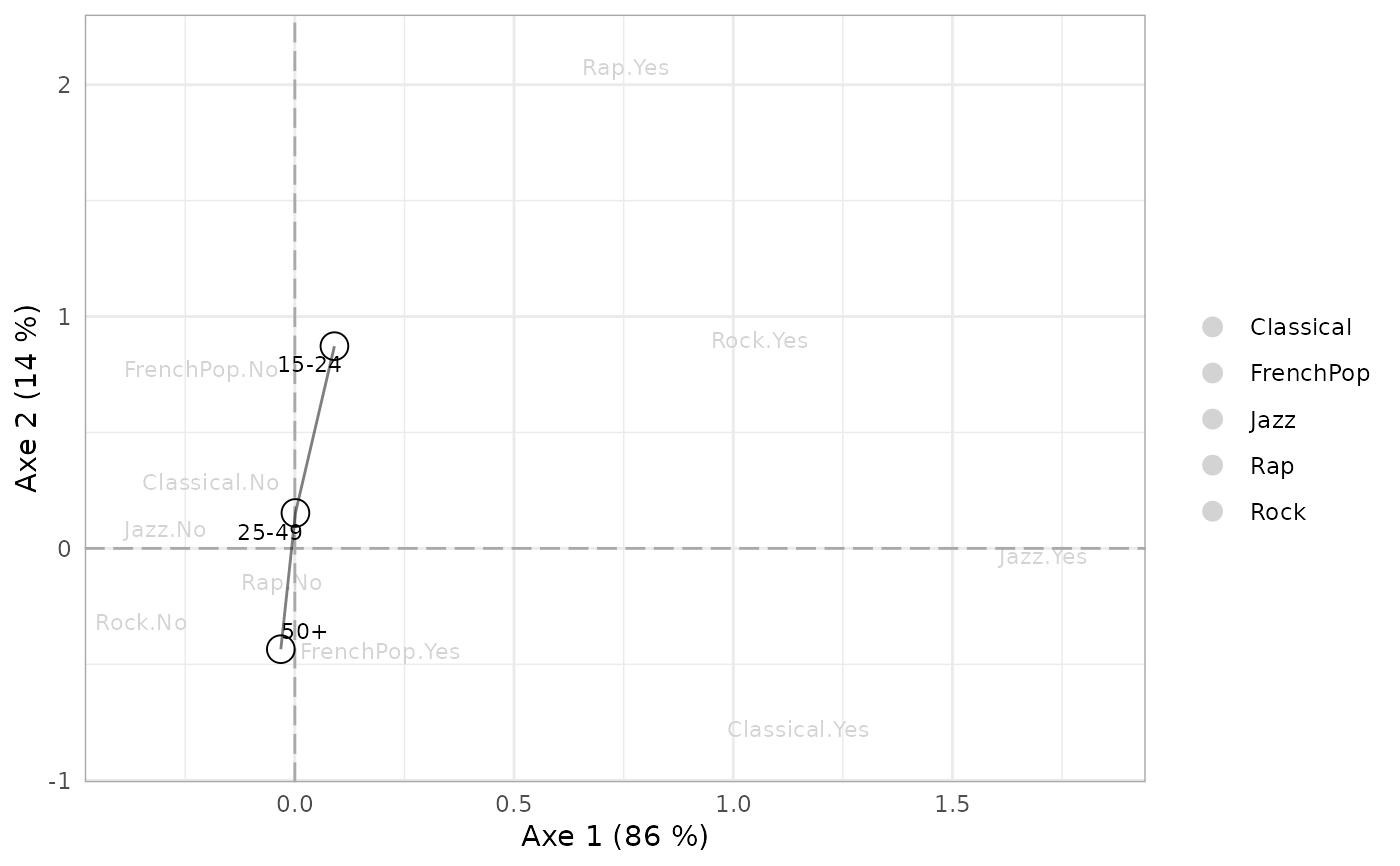 Rap.Yes
2
Rock.Yes
1
Classical
15-24
FrenchPop.No
FrenchPop
Axe 2 (14 %)
Jazz
Rap
Classical.No
Rock
Jazz.No
25-49
0
Jazz.Yes
Rap.No
Rock.No
50+
FrenchPop.Yes
Classical.Yes
-1
0.0 0.5 1.0 1.5
Axe 1 (86 %)